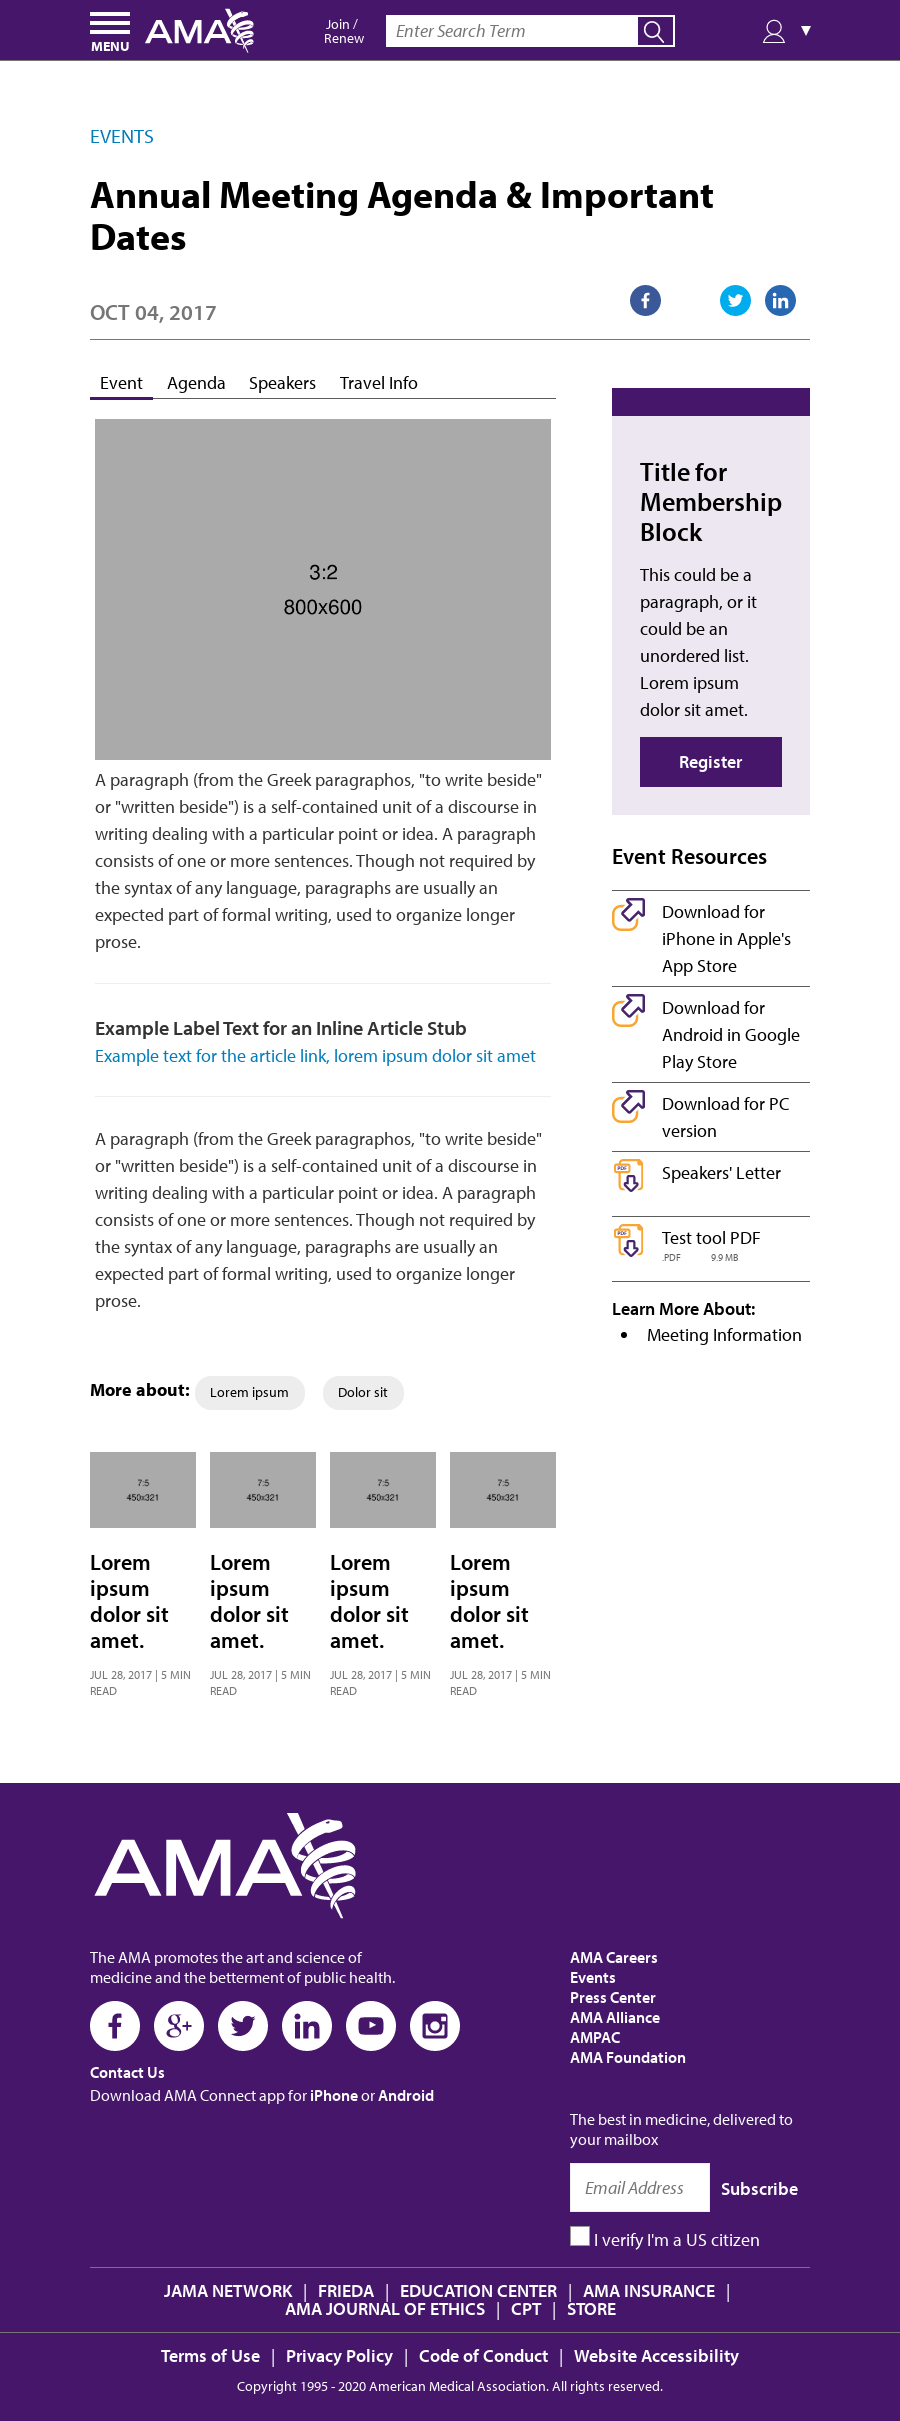 MENU
AMA
Join /
Renew
Enter Search Term
▼
EVENTS
Annual Meeting Agenda & Important
Dates
OCT 04, 2017
Event Agenda Speakers Travel Info
3:2
800x600
A paragraph (from the Greek paragraphos, "to write beside"
or "written beside") is a self-contained unit of a discourse in
writing dealing with a particular point or idea. A paragraph
consists of one or more sentences. Though not required by
the syntax of any language, paragraphs are usually an
expected part of formal writing, used to organize longer
prose.
Example Label Text for an Inline Article Stub
Example text for the article link, lorem ipsum dolor sit amet
A paragraph (from the Greek paragraphos, "to write beside"
or "written beside") is a self-contained unit of a discourse in
writing dealing with a particular point or idea. A paragraph
consists of one or more sentences. Though not required by
the syntax of any language, paragraphs are usually an
expected part of formal writing, used to organize longer
prose.
More about: Lorem ipsum Dolor sit
Title for
Membership
Block
This could be a
paragraph, or it
could be an
unordered list.
Lorem ipsum
dolor sit amet.
Register
Event Resources
Download for
iPhone in Apple's
App Store
Download for
Android in Google
Play Store
Download for PC
version
PDF
Speakers' Letter
PDF
Test tool PDF
.PDF 9.9 MB
Learn More About:
• Meeting Information
7:5
450x321
Lorem
ipsum
dolor sit
amet.
JUL 28, 2017 | 5 MIN
READ
7:5
450x321
Lorem
ipsum
dolor sit
amet.
JUL 28, 2017 | 5 MIN
READ
7:5
450x321
Lorem
ipsum
dolor sit
amet.
JUL 28, 2017 | 5 MIN
READ
7:5
450x321
Lorem
ipsum
dolor sit
amet.
JUL 28, 2017 | 5 MIN
READ
AMA
The AMA promotes the art and science of
medicine and the betterment of public health.
Contact Us
Download AMA Connect app for iPhone or Android
AMA Careers
Events
Press Center
AMA Alliance
AMPAC
AMA Foundation
The best in medicine, delivered to
your mailbox
Email Address Subscribe
I verify I'm a US citizen
JAMA NETWORK | FRIEDA | EDUCATION CENTER | AMA INSURANCE |
AMA JOURNAL OF ETHICS | CPT | STORE
Terms of Use | Privacy Policy | Code of Conduct | Website Accessibility
Copyright 1995 - 2020 American Medical Association. All rights reserved.